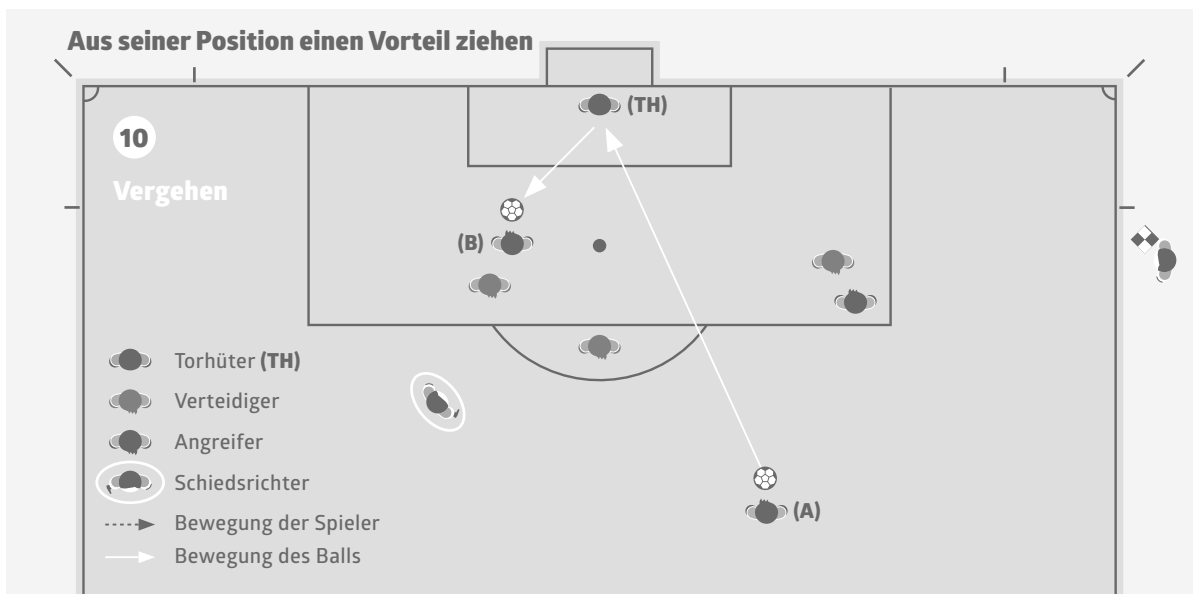 Aus seiner Position einen Vorteil ziehen
(TH)
10
Vergehen
(B)
Torhüter (TH)
Verteidiger
Angreifer
Schiedsrichter
(A)
Bewegung der Spieler
Bewegung des Balls